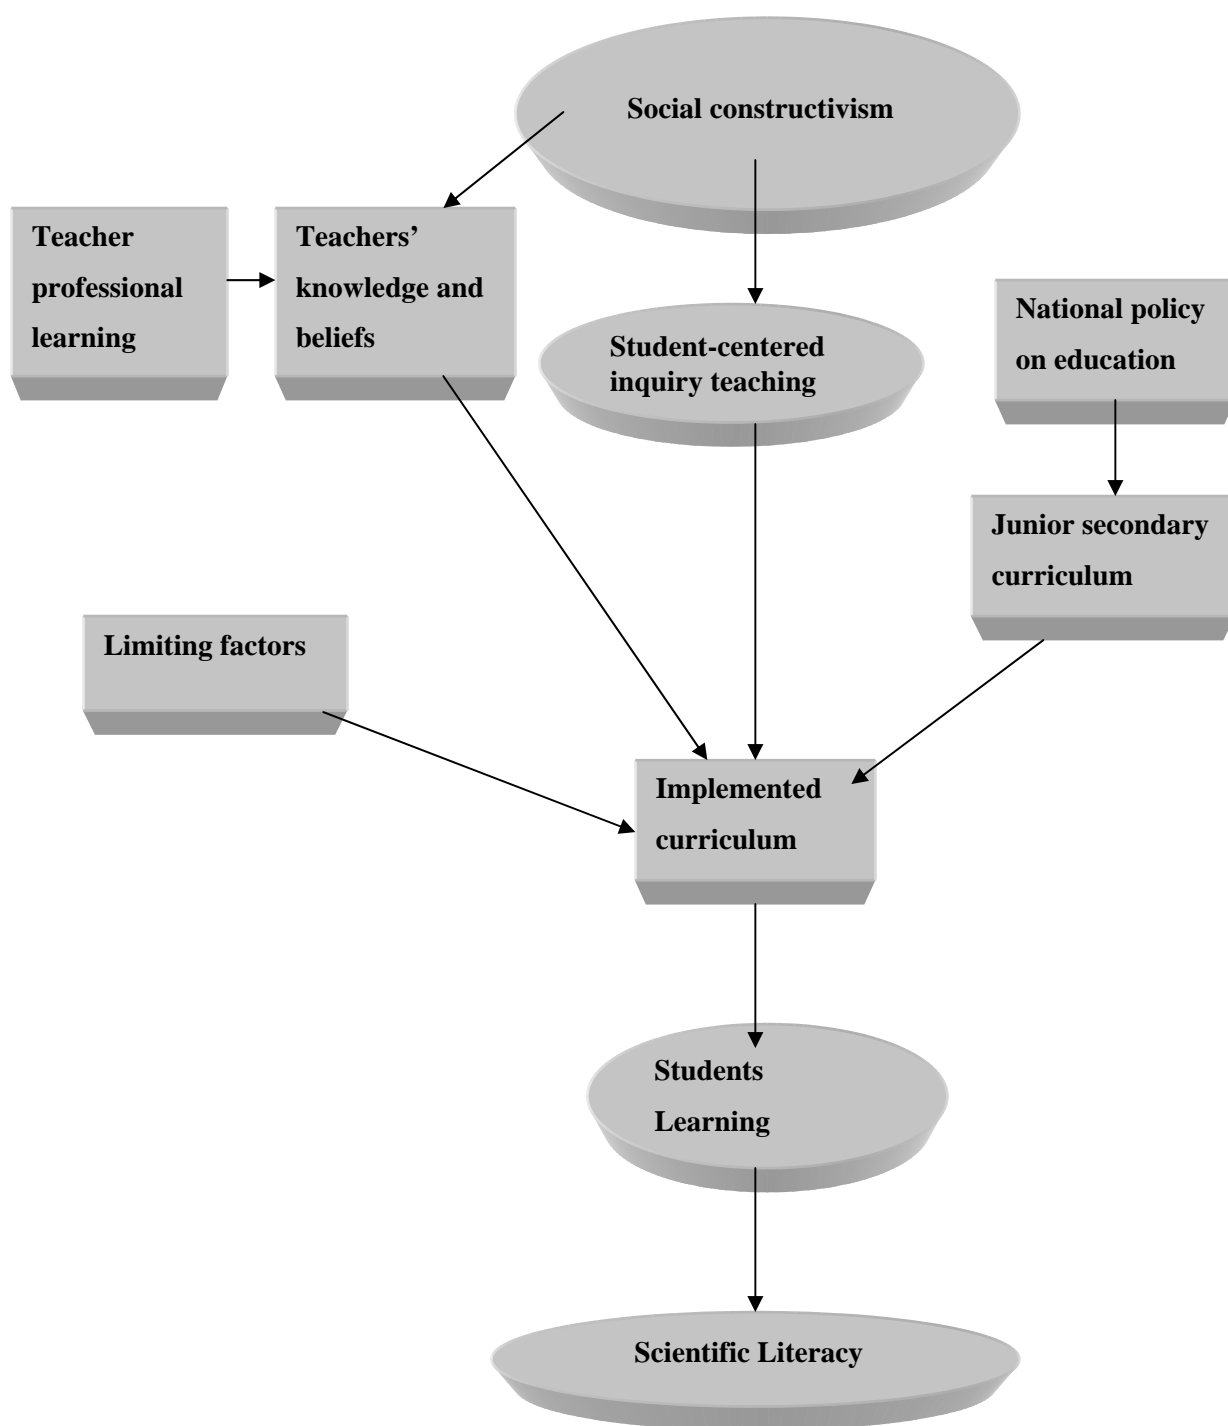 Social constructivism
Teacher
professional
learning
Teachers’
knowledge and
beliefs
National policy
on education
Student-centered
inquiry teaching
Junior secondary
curriculum
Limiting factors
Implemented
curriculum
Students
Learning
Scientific Literacy